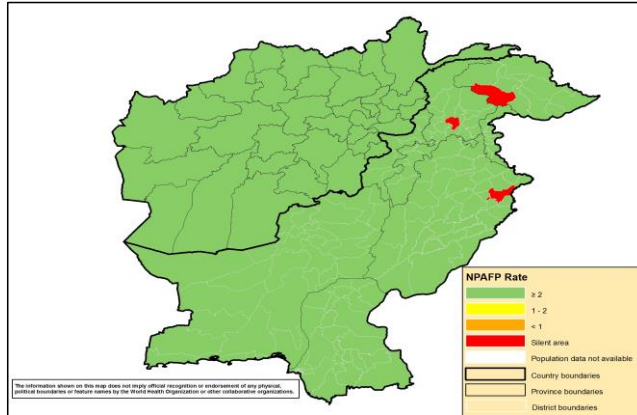 NPAFP Rate
≥ 2
1 - 2
< 1
Silent area
Population data not available
Country boundaries
Province boundaries
District boundaries
The information shown on this map does not imply official recognition or endorsement of any physical,
political boundaries or feature names by the World Health Organization or other collaborative organizations.